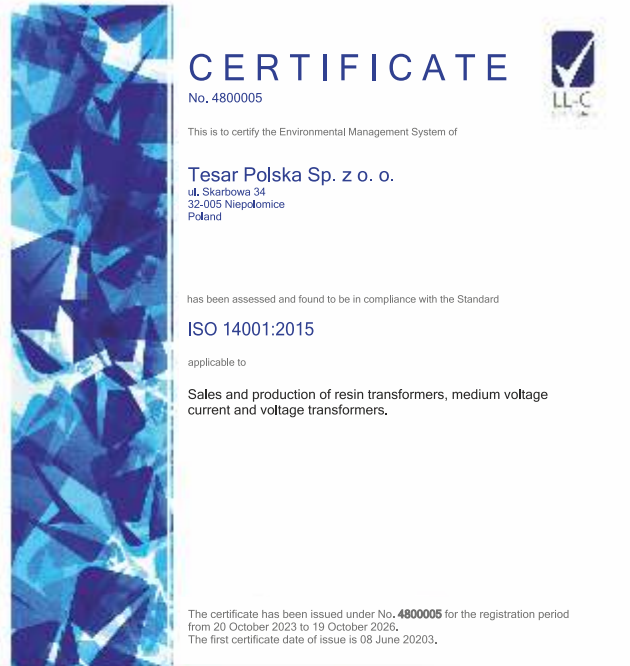 CERTIFICATE
No. 4800005
LL-C
This is to certify the Environmental Management System of
Tesar Polska Sp. z o. o.
ul. Skarbowa 34
32-005 Niepołomice
Poland
has been assessed and found to be in compliance with the Standard
ISO 14001:2015
applicable to
Sales and production of resin transformers, medium voltage
current and voltage transformers.
The certificate has been issued under No. 4800005 for the registration period
from 20 October 2023 to 19 October 2026.
The first certificate date of issue is 08 June 20203.